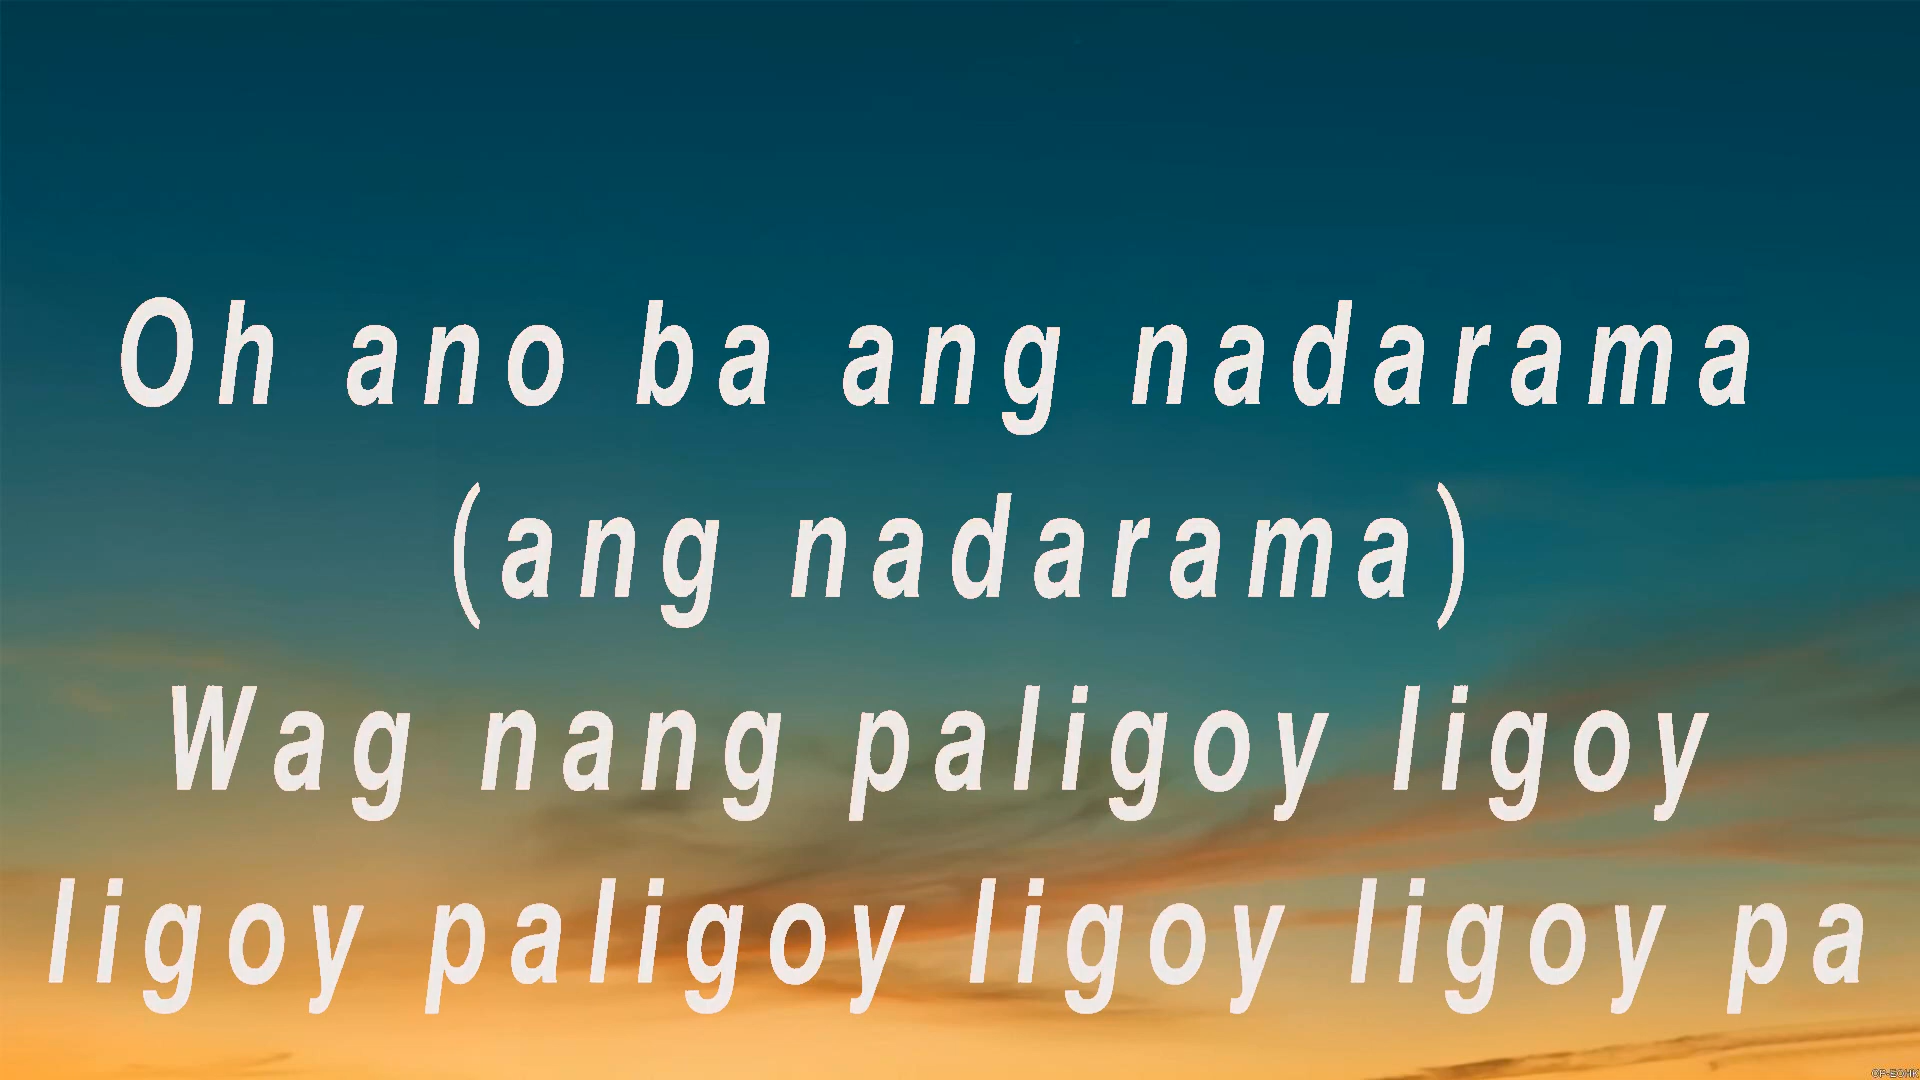 Oh ano ba ang nadarama
(ang nadarama)
Wag nang paligoy ligoy
ligoy paligoy ligoy ligoy pa